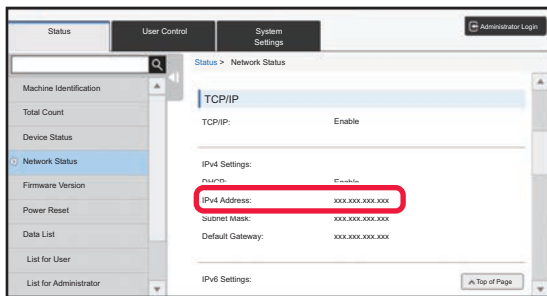 Status
User Control
System
Settings
Administrator Login
Status > Network Status
Machine Identification
Total Count
Device Status
Network Status
Firmware Version
Power Reset
Data List
List for User
List for Administrator
TCP/IP
TCP/IP: Enable
IPv4 Settings:
DHCP: Enable
IPv4 Address: xxx.xxx.xxx.xxx
Subnet Mask: xxx.xxx.xxx.xxx
Default Gateway: xxx.xxx.xxx.xxx
IPv6 Settings:
Top of Page